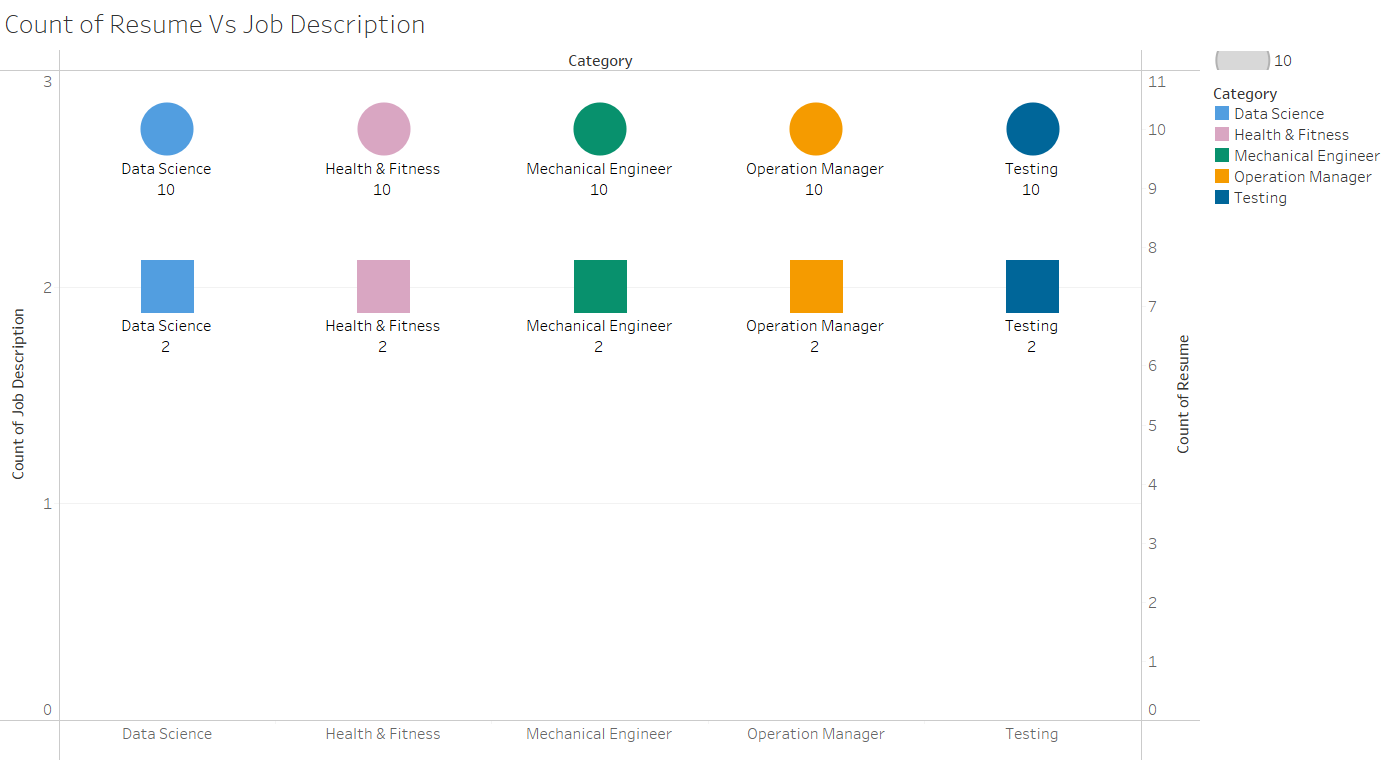 Count of Resume Vs Job Description
Category
3
2
1
0
Count of Job Description
Data Science
10
Health & Fitness
10
Mechanical Engineer
10
Operation Manager
10
Testing
10
Data Science
2
Health & Fitness
2
Mechanical Engineer
2
Operation Manager
2
Testing
2
Data Science
Health & Fitness
Mechanical Engineer
Operation Manager
Testing
11
10
9
8
7
6
5
4
3
2
1
0
Count of Resume
10
Category
Data Science
Health & Fitness
Mechanical Engineer
Operation Manager
Testing